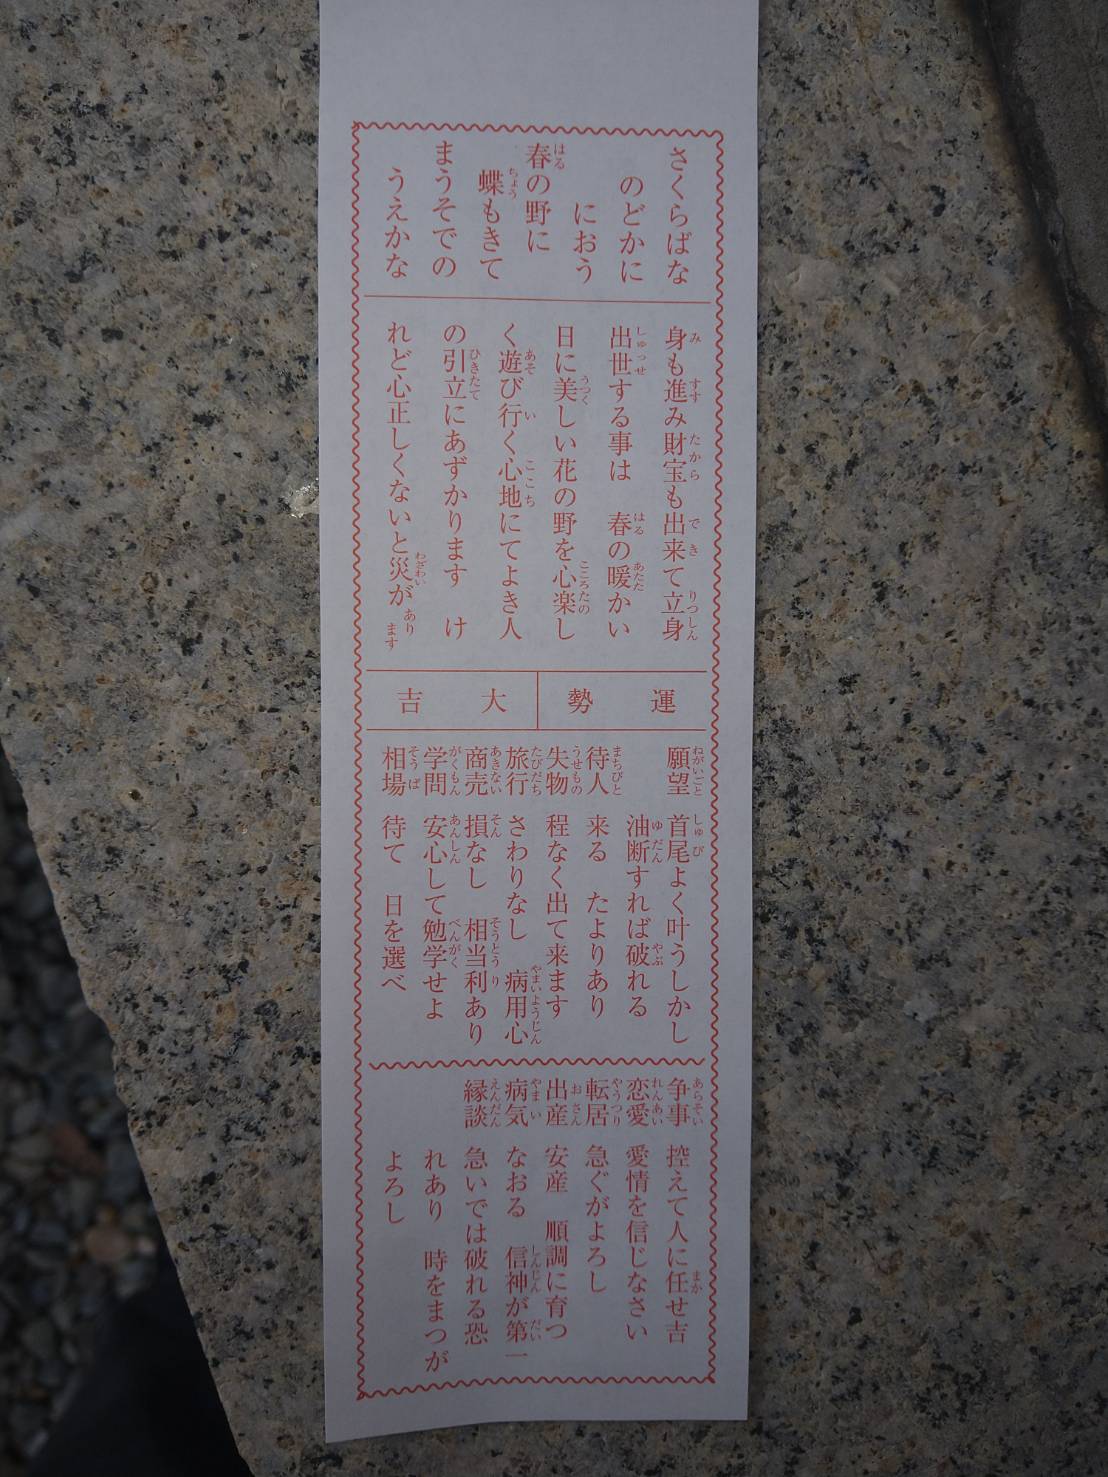 さくらばな
のどかに
におう
春の野に
蝶もきて
まうそでの
うえかな
身も進み財宝も出来て立身
出世する事は 春の暖かい
日に美しい花の野を心楽し
く遊び行く心地にてよき人
の引立にあずかります け
れど心正しくないと災があります
運勢 大吉
願望 首尾よく叶うしかし
油断すれば破れる
待人 来る たよりあり
失物 程なく出て来ます
旅行 さわりなし 病用心
商売 損なし 相当利あり
学問 安心して勉学せよ
相場 待て 日を選べ
争事 控えて人に任せ吉
恋愛 愛情を信じなさい
転居 急ぐがよろし
出産 安産 順調に育つ
病気 なおる 信神が第一
縁談 急いでは破れる恐
れあり 時をまつが
よろし